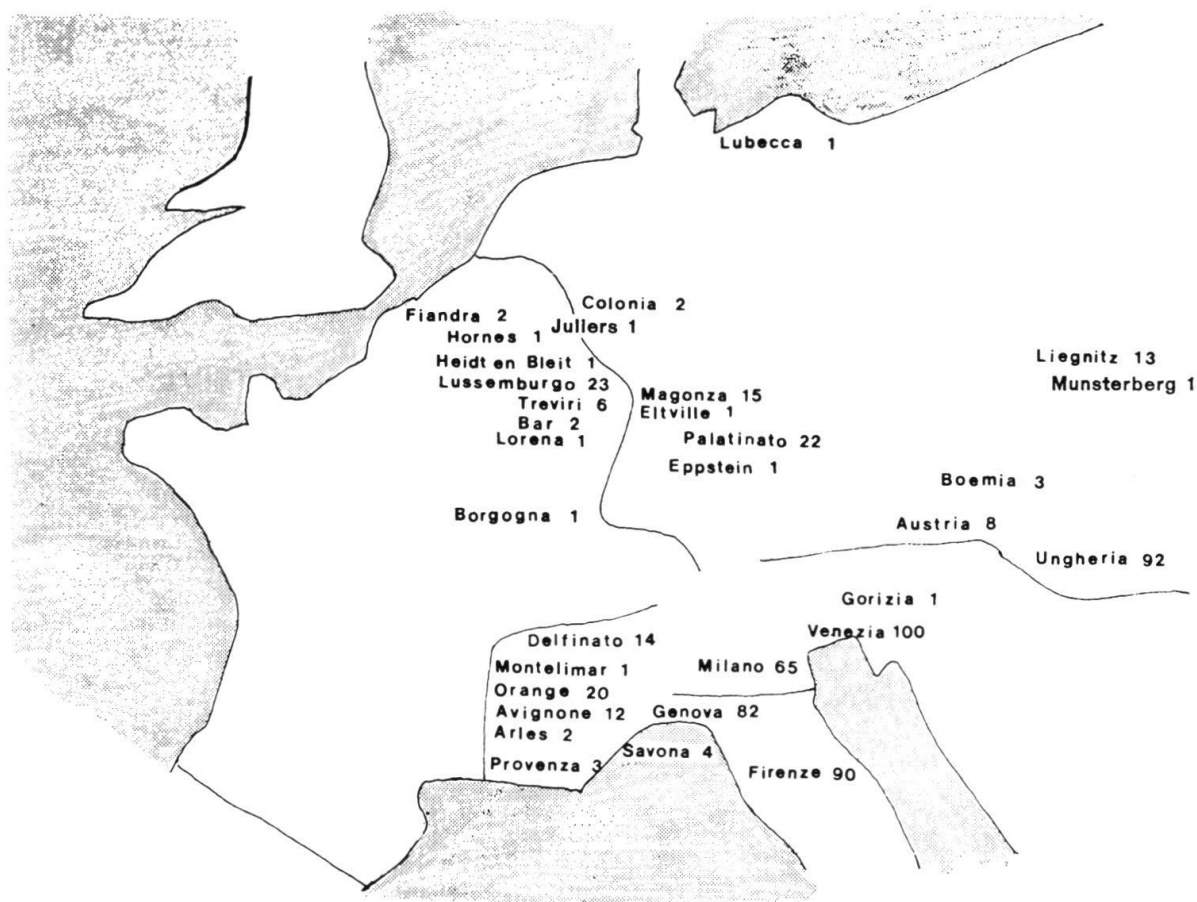 Lubecca 1
Colonia 2
Fiandra 2
Jullers 1
Hornes 1
Heidt en Bleit 1
Liegnitz 13
Lussemburgo 23
Munsterberg 1
Magonza 15
Treviri 6
Eltville 1
Bar 2
Lorena 1
Palatinato 22
Eppstein 1
Boemia 3
Borgogna 1
Austria 8
Ungheria 92
Gorizia 1
Venezia 100
Delfinato 14
Montelimar 1
Milano 65
Orange 20
Avignone 12
Genova 82
Arles 2
Savona 4
Provenza 3
Firenze 90